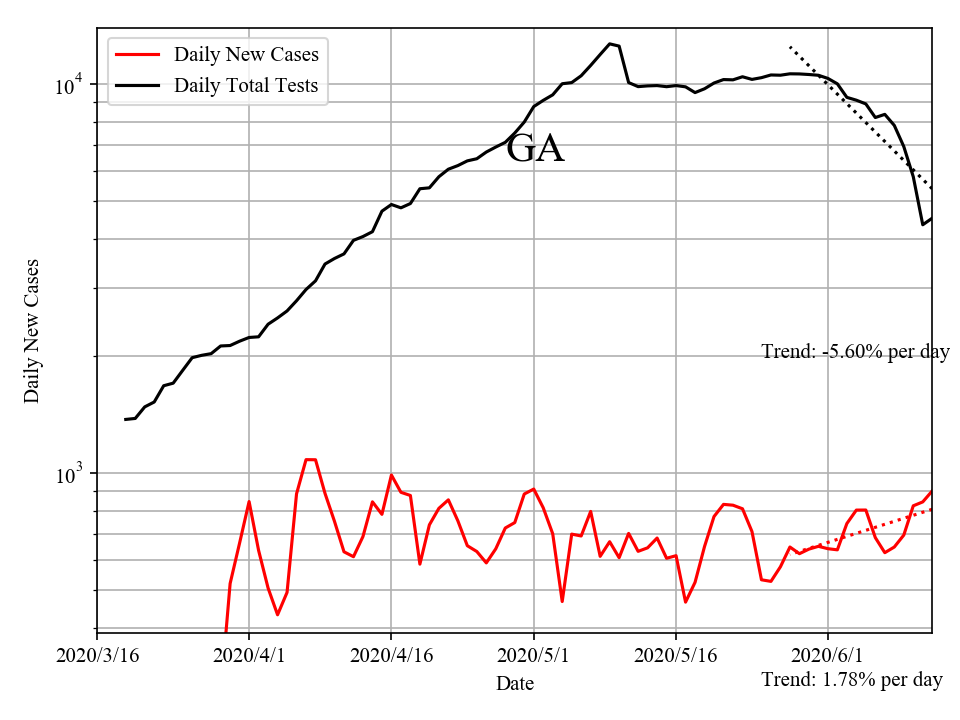 Daily New Cases
Daily Total Tests
10^4
GA
Daily New Cases
Trend: -5.60% per day
10^3
2020/3/16
2020/4/1
2020/4/16
2020/5/1
2020/5/16
2020/6/1
Date
Trend: 1.78% per day